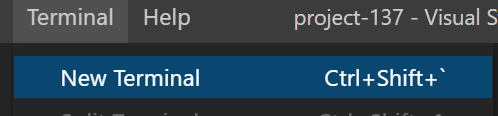 Terminal Help project-137 - Visual S
New Terminal Ctrl+Shift+`